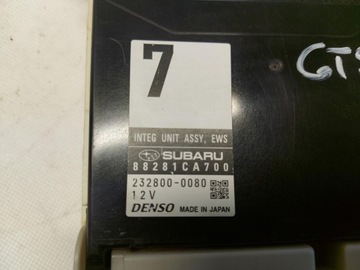 7
INTEG UNIT ASSY, EWS
SUBARU
88281CA700
232800-0080
12V
DENSO MADE IN JAPAN